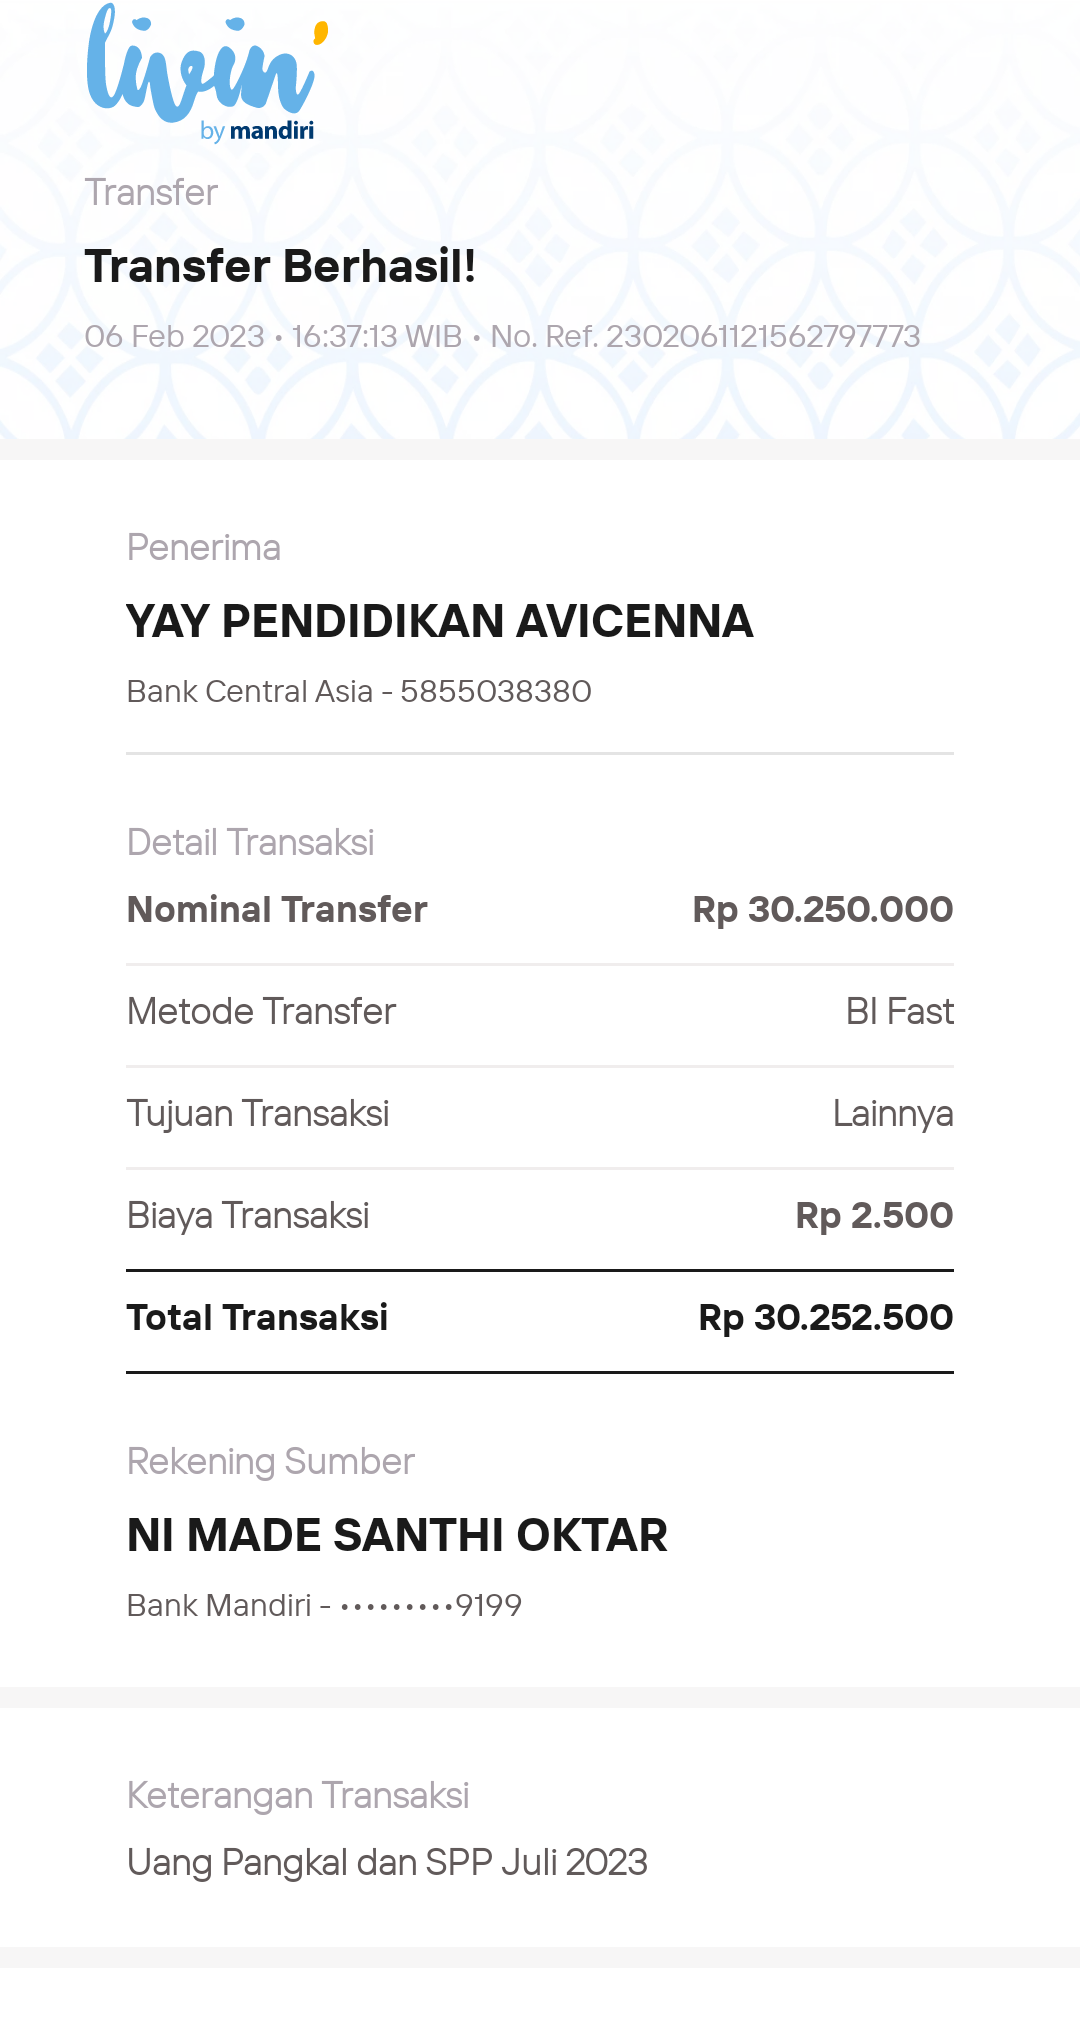 livin'
by mandiri
Transfer
Transfer Berhasil!
06 Feb 2023 • 16:37:13 WIB • No. Ref. 2302061121562797773
Penerima
YAY PENDIDIKAN AVICENNA
Bank Central Asia - 5855038380
Detail Transaksi
Nominal Transfer Rp 30.250.000
Metode Transfer BI Fast
Tujuan Transaksi Lainnya
Biaya Transaksi Rp 2.500
Total Transaksi Rp 30.252.500
Rekening Sumber
NI MADE SANTHI OKTAR
Bank Mandiri - •••••••••9199
Keterangan Transaksi
Uang Pangkal dan SPP Juli 2023